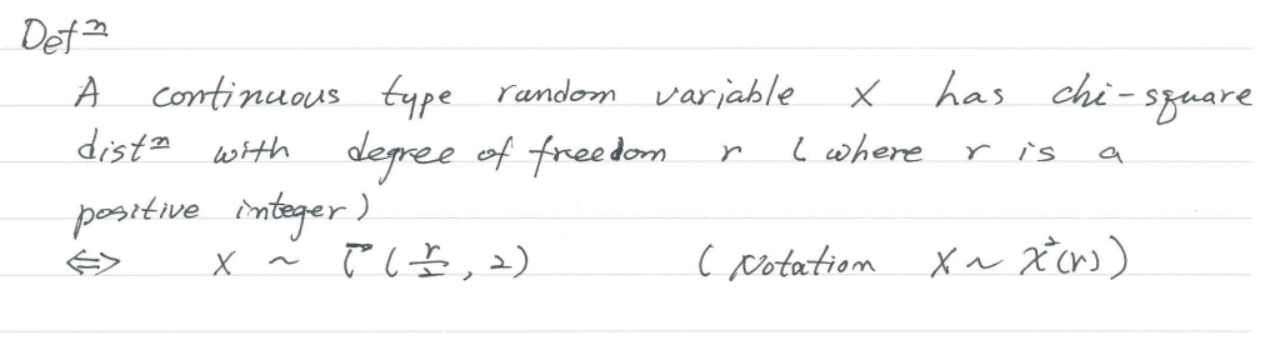 Defⁿ
A continuous type random variable X has chi-square
distⁿ with degree of freedom r (where r is a
positive integer)
⇔ X ~ Γ(r/2, 2) (Notation X ~ χ²(r))